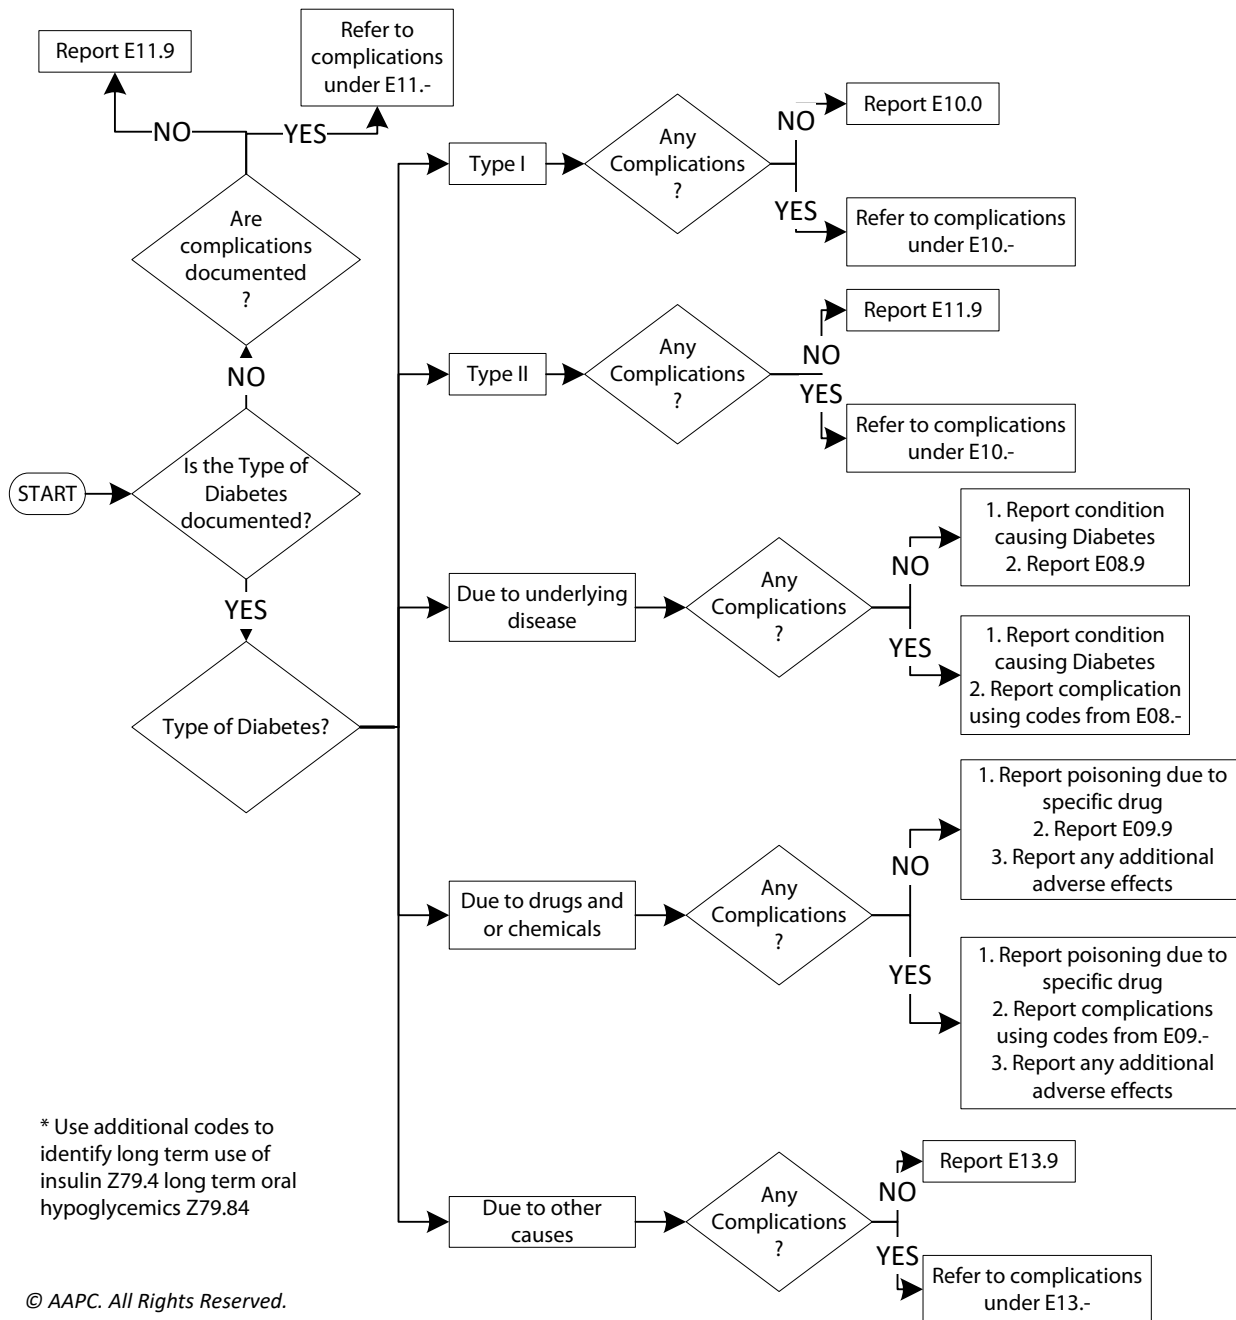 Report E11.9
Refer to
complications
under E11.-
NO
YES
Are
complications
documented
?
NO
START
Is the Type of
Diabetes
documented?
YES
Type of Diabetes?
Type I
Any
Complications
?
NO
Report E10.0
YES
Refer to complications
under E10.-
Type II
Any
Complications
?
NO
Report E11.9
YES
Refer to complications
under E10.-
Due to underlying
disease
Any
Complications
?
NO
1. Report condition
causing Diabetes
2. Report E08.9
YES
1. Report condition
causing Diabetes
2. Report complication
using codes from E08.-
Due to drugs and
or chemicals
Any
Complications
?
NO
1. Report poisoning due to
specific drug
2. Report E09.9
3. Report any additional
adverse effects
YES
1. Report poisoning due to
specific drug
2. Report complications
using codes from E09.-
3. Report any additional
adverse effects
Due to other
causes
Any
Complications
?
NO
Report E13.9
YES
Refer to complications
under E13.-
* Use additional codes to
identify long term use of
insulin Z79.4 long term oral
hypoglycemics Z79.84
© AAPC. All Rights Reserved.